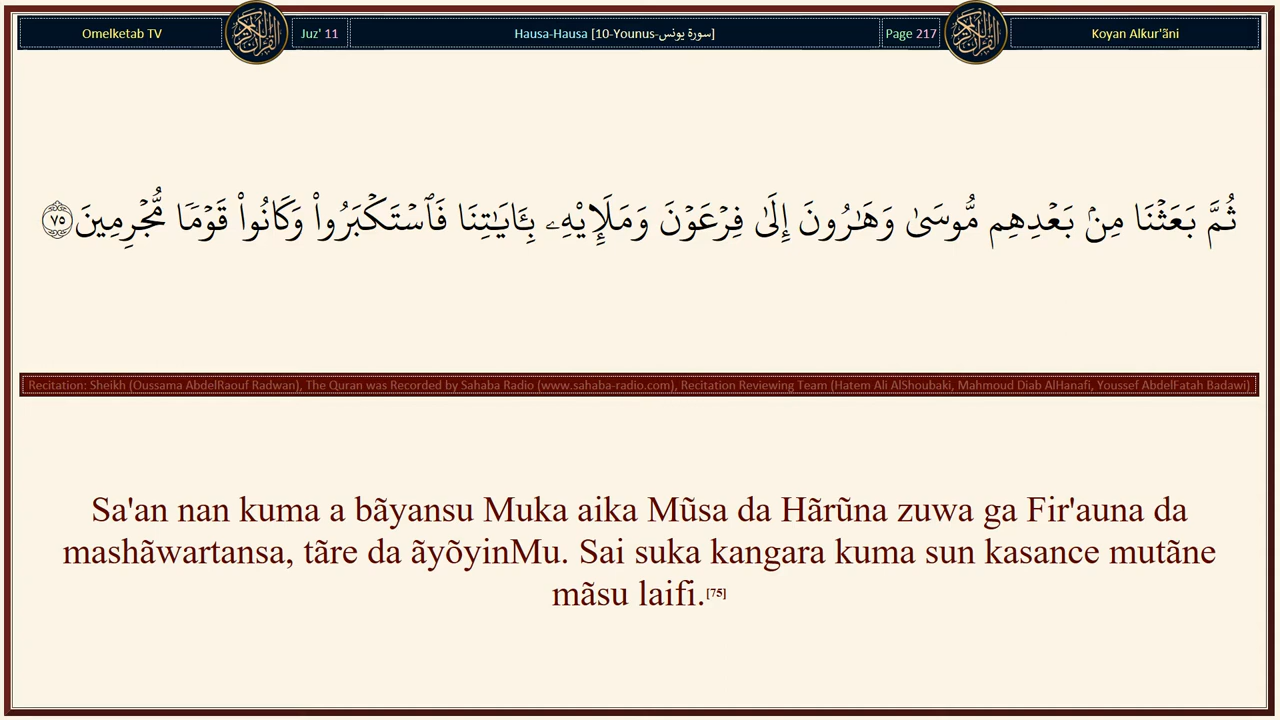 Omelketab TV
Juz' 11
Hausa-Hausa [10-Younus-سورة يونس]
Page 217
Koyan Alƙur'ãni
ثُمَّ بَعَثۡنَا مِنۢ بَعۡدِهِم مُّوسَىٰ وَهَٰرُونَ إِلَىٰ فِرۡعَوۡنَ وَمَلَإِيْهِۦ بِـَٔايَٰتِنَا فَٱسۡتَكۡبَرُواْ وَكَانُواْ قَوۡمٗا مُّجۡرِمِينَ ٧٥
Recitation: Sheikh (Oussama AbdelRaouf Radwan), The Quran was Recorded by Sahaba Radio (www.sahaba-radio.com), Recitation Reviewing Team (Hatem Ali AlShoubaki, Mahmoud Diab AlHanafi, Youssef AbdelFatah Badawi)
Sa'an nan kuma a bãyansu Muka aika Mũsa da Hãrũna zuwa ga Fir'auna da
mashãwartansa, tãre da ãyõyinMu. Sai suka kangara kuma sun kasance mutãne
mãsu laifi.[75]